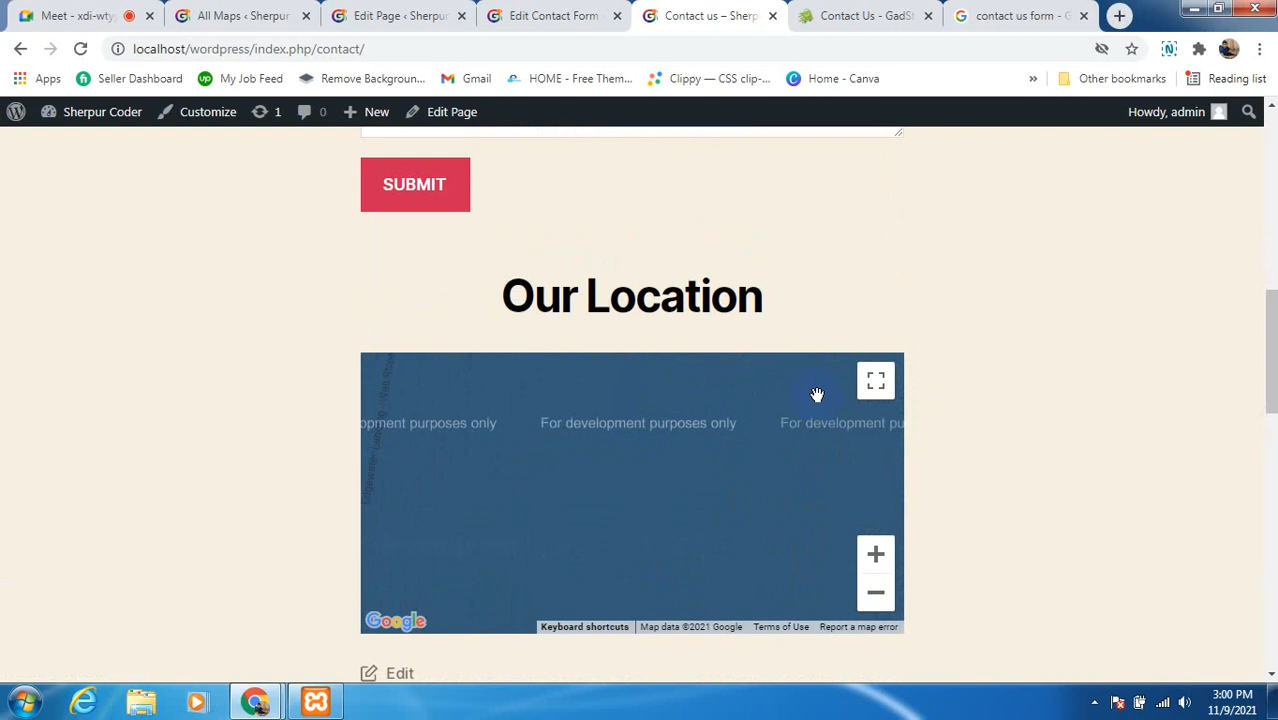 Meet - xdi-wty
All Maps ‹ Sherpur
Edit Page ‹ Sherpu
Edit Contact Form
Contact us – Sherp
Contact Us - GadSt
contact us form - G
localhost/wordpress/index.php/contact/
Apps
Seller Dashboard
My Job Feed
Remove Backgroun...
Gmail
HOME - Free Them...
Clippy — CSS clip-...
Home - Canva
»
Other bookmarks
Reading list
Sherpur Coder
Customize
1
0
New
Edit Page
Howdy, admin
SUBMIT
Our Location
opment purposes only
For development purposes only
For development pu
Google
Keyboard shortcuts
Map data ©2021 Google
Terms of Use
Report a map error
Edit
3:00 PM
11/9/2021